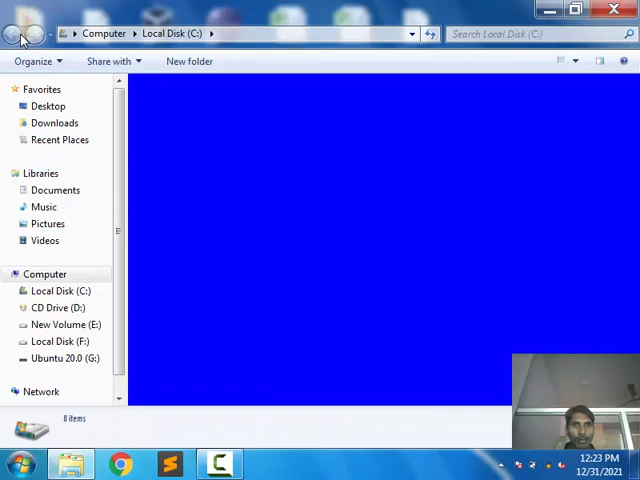 Computer Local Disk (C:)
Search Local Disk (C:)
Organize Share with New folder
Favorites
Desktop
Downloads
Recent Places
Libraries
Documents
Music
Pictures
Videos
Computer
Local Disk (C:)
CD Drive (D:)
New Volume (E:)
Local Disk (F:)
Ubuntu 20.0 (G:)
Network
8 items
12:23 PM
12/31/2021